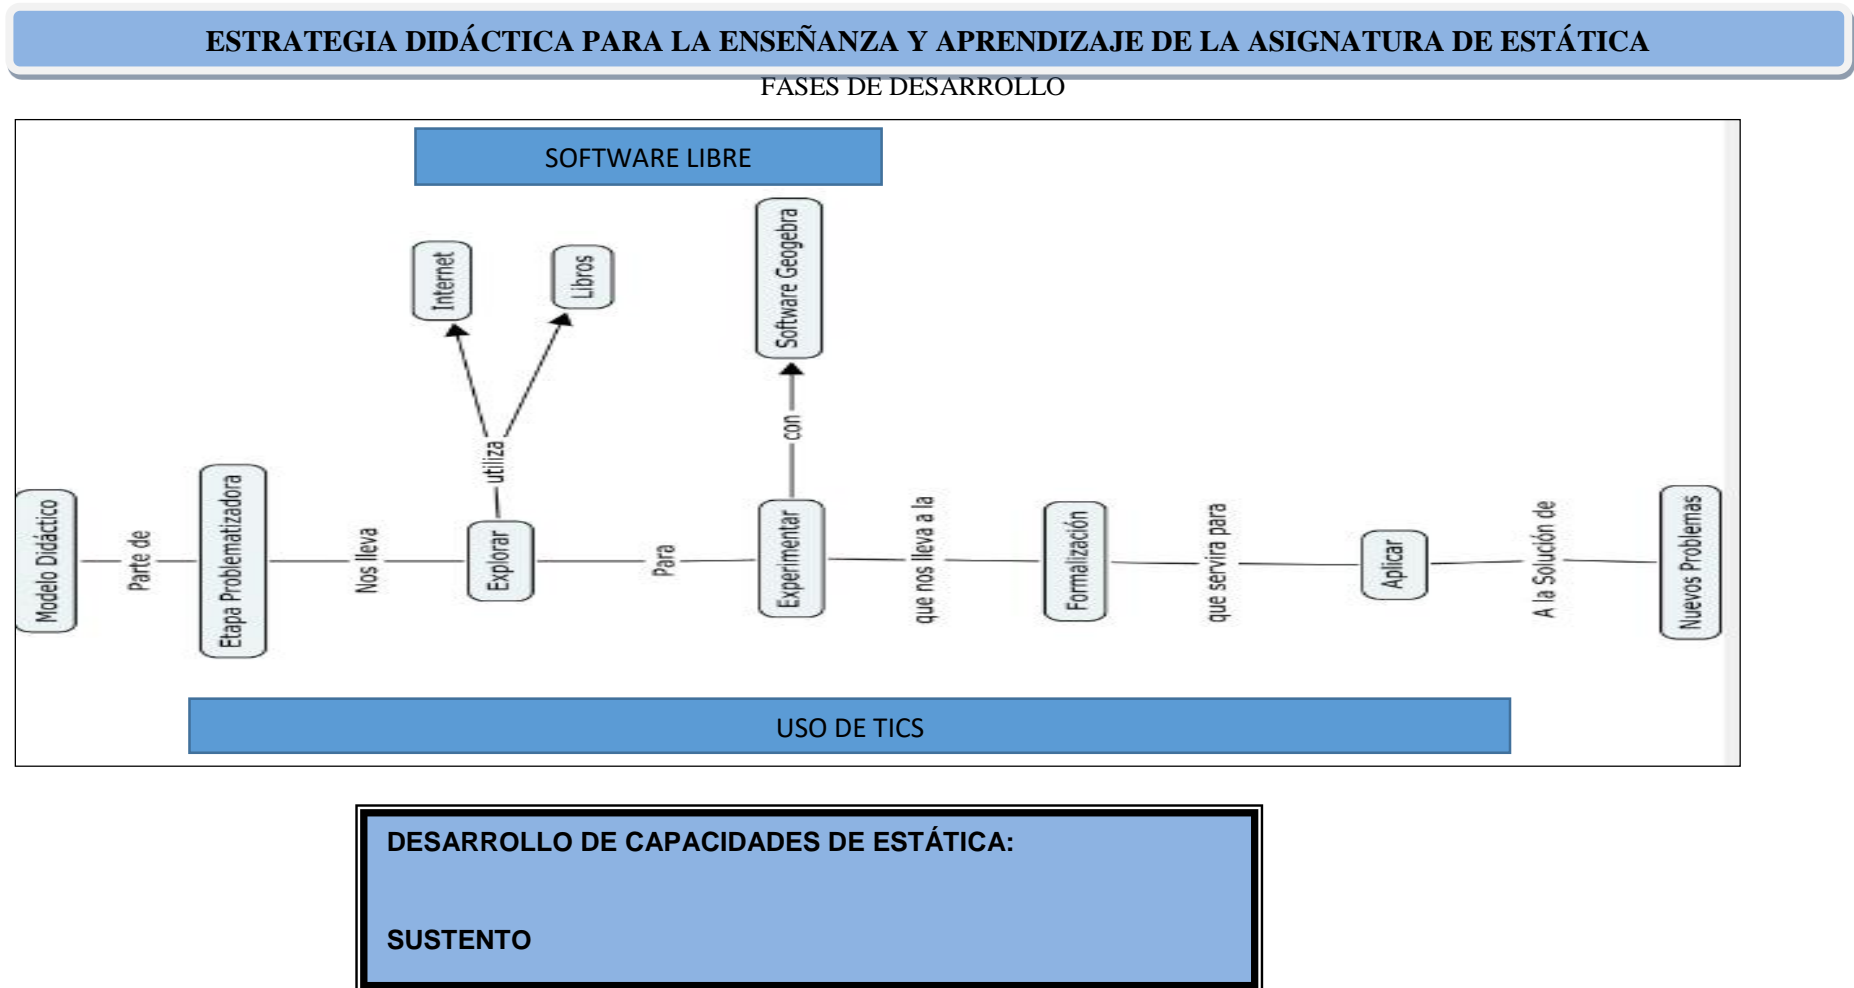 ESTRATEGIA DIDÁCTICA PARA LA ENSEÑANZA Y APRENDIZAJE DE LA ASIGNATURA DE ESTÁTICA
FASES DE DESARROLLO
SOFTWARE LIBRE
Internet
Libros
Software Geogebra
utiliza
con
Modelo Didáctico
Parte de
Etapa Problematizadora
Nos lleva
Explorar
Para
Experimentar
que nos lleva a la
Formalización
que servira para
Aplicar
A la Solución de
Nuevos Problemas
USO DE TICS
DESARROLLO DE CAPACIDADES DE ESTÁTICA:
SUSTENTO